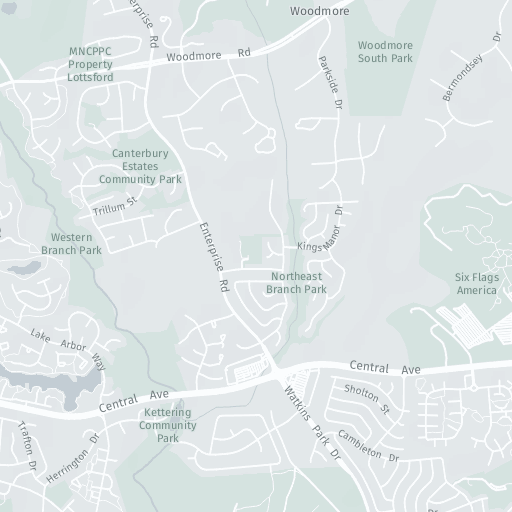 Woodmore
Enterprise Rd
MNCPPC
Property
Lottsford
Woodmore Rd
Woodmore
South Park
Parkside Dr
Bermondsey Dr
Canterbury
Estates
Community Park
Trillum St
Western
Branch Park
Enterprise Rd
Kings Manor Dr
Northeast
Branch Park
Six Flags
America
Lake Arbor Way
Central Ave
Central Ave
Kettering
Community
Park
Watkins Park Dr
Sholton St
Cambleton Dr
Trafton Dr
Herrington Dr
Dr